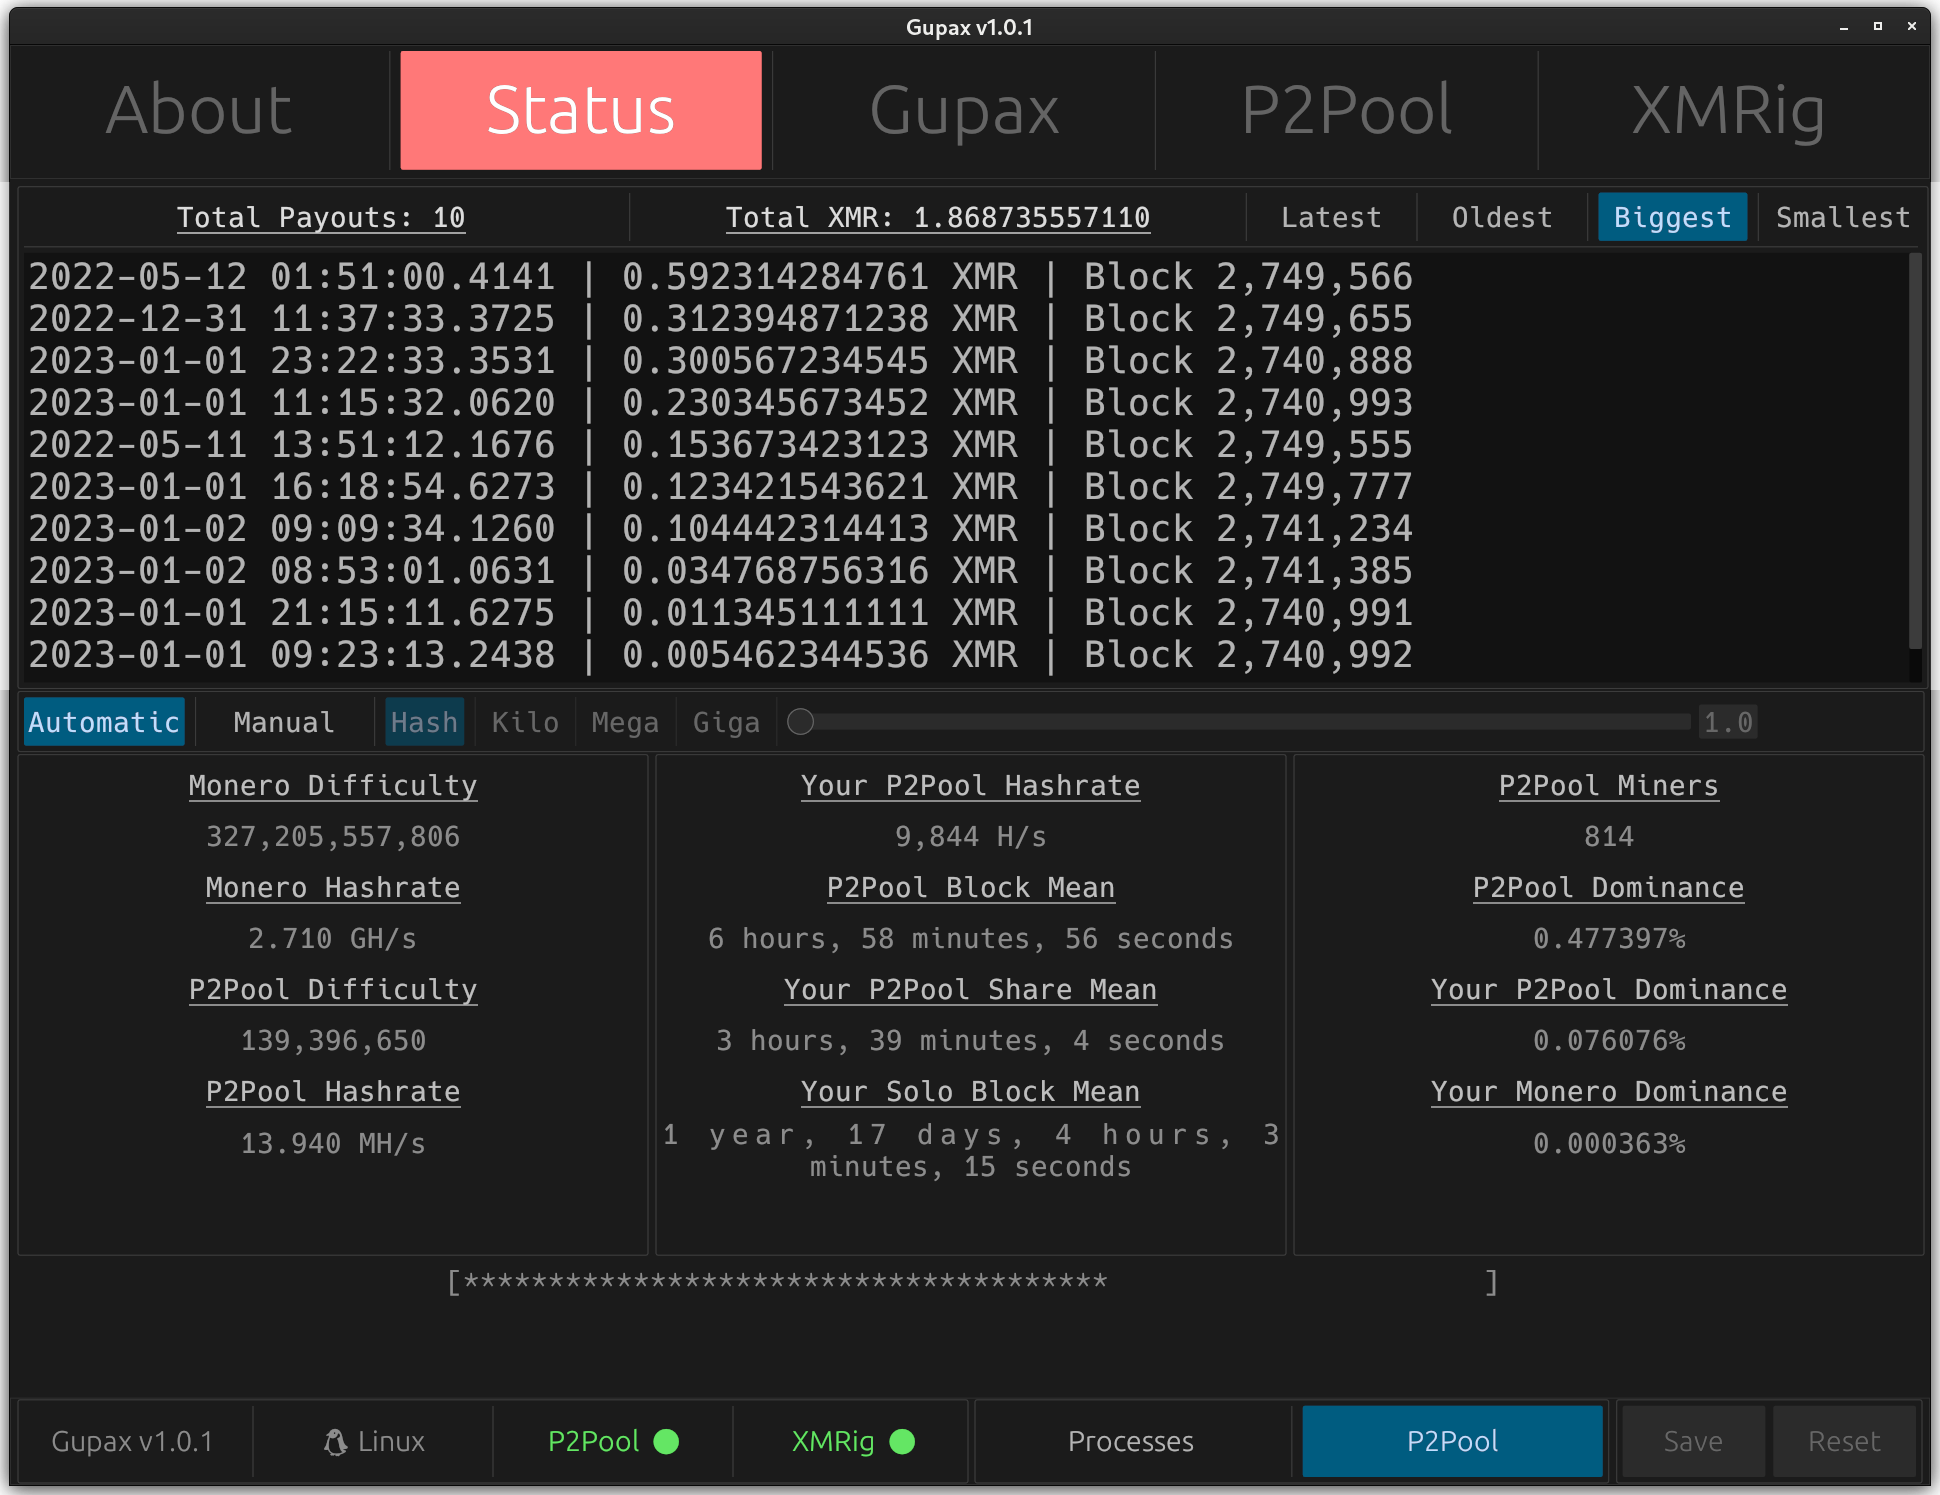 Gupax v1.0.1
About Status Gupax P2Pool XMRig
Total Payouts: 10 Total XMR: 1.868735557110 Latest Oldest Biggest Smallest
2022-05-12 01:51:00.4141 | 0.592314284761 XMR | Block 2,749,566
2022-12-31 11:37:33.3725 | 0.312394871238 XMR | Block 2,749,655
2023-01-01 23:22:33.3531 | 0.300567234545 XMR | Block 2,740,888
2023-01-01 11:15:32.0620 | 0.230345673452 XMR | Block 2,740,993
2022-05-11 13:51:12.1676 | 0.153673423123 XMR | Block 2,749,555
2023-01-01 16:18:54.6273 | 0.123421543621 XMR | Block 2,749,777
2023-01-02 09:09:34.1260 | 0.104442314413 XMR | Block 2,741,234
2023-01-02 08:53:01.0631 | 0.034768756316 XMR | Block 2,741,385
2023-01-01 21:15:11.6275 | 0.011345111111 XMR | Block 2,740,991
2023-01-01 09:23:13.2438 | 0.005462344536 XMR | Block 2,740,992
Automatic Manual Hash Kilo Mega Giga 1.0
Monero Difficulty
327,205,557,806
Monero Hashrate
2.710 GH/s
P2Pool Difficulty
139,396,650
P2Pool Hashrate
13.940 MH/s
Your P2Pool Hashrate
9,844 H/s
P2Pool Block Mean
6 hours, 58 minutes, 56 seconds
Your P2Pool Share Mean
3 hours, 39 minutes, 4 seconds
Your Solo Block Mean
1 year, 17 days, 4 hours, 3
minutes, 15 seconds
P2Pool Miners
814
P2Pool Dominance
0.477397%
Your P2Pool Dominance
0.076076%
Your Monero Dominance
0.000363%
[************************************** ]
Gupax v1.0.1 Linux P2Pool XMRig Processes P2Pool Save Reset